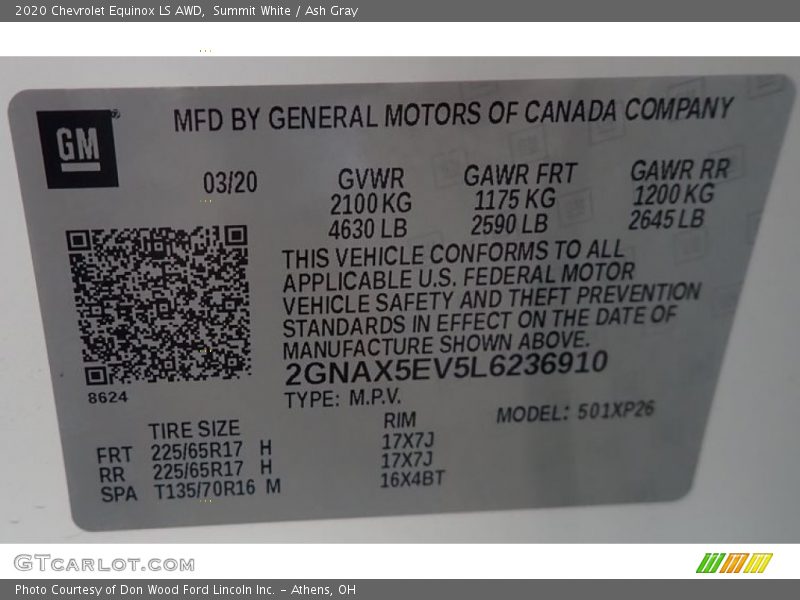 2020 Chevrolet Equinox LS AWD,  Summit White / Ash Gray
GM®
MFD BY GENERAL MOTORS OF CANADA COMPANY
03/20
GVWR
2100 KG
4630 LB
GAWR FRT
1175 KG
2590 LB
GAWR RR
1200 KG
2645 LB
THIS VEHICLE CONFORMS TO ALL
APPLICABLE U.S. FEDERAL MOTOR
VEHICLE SAFETY AND THEFT PREVENTION
STANDARDS IN EFFECT ON THE DATE OF
MANUFACTURE SHOWN ABOVE.
2GNAX5EV5L6236910
8624
TYPE: M.P.V.
MODEL: 501XP26
TIRE SIZE RIM
FRT 225/65R17 H 17X7J
RR 225/65R17 H 17X7J
SPA T135/70R16 M 16X4BT
GTCARLOT.COM
Photo Courtesy of Don Wood Ford Lincoln Inc. - Athens, OH